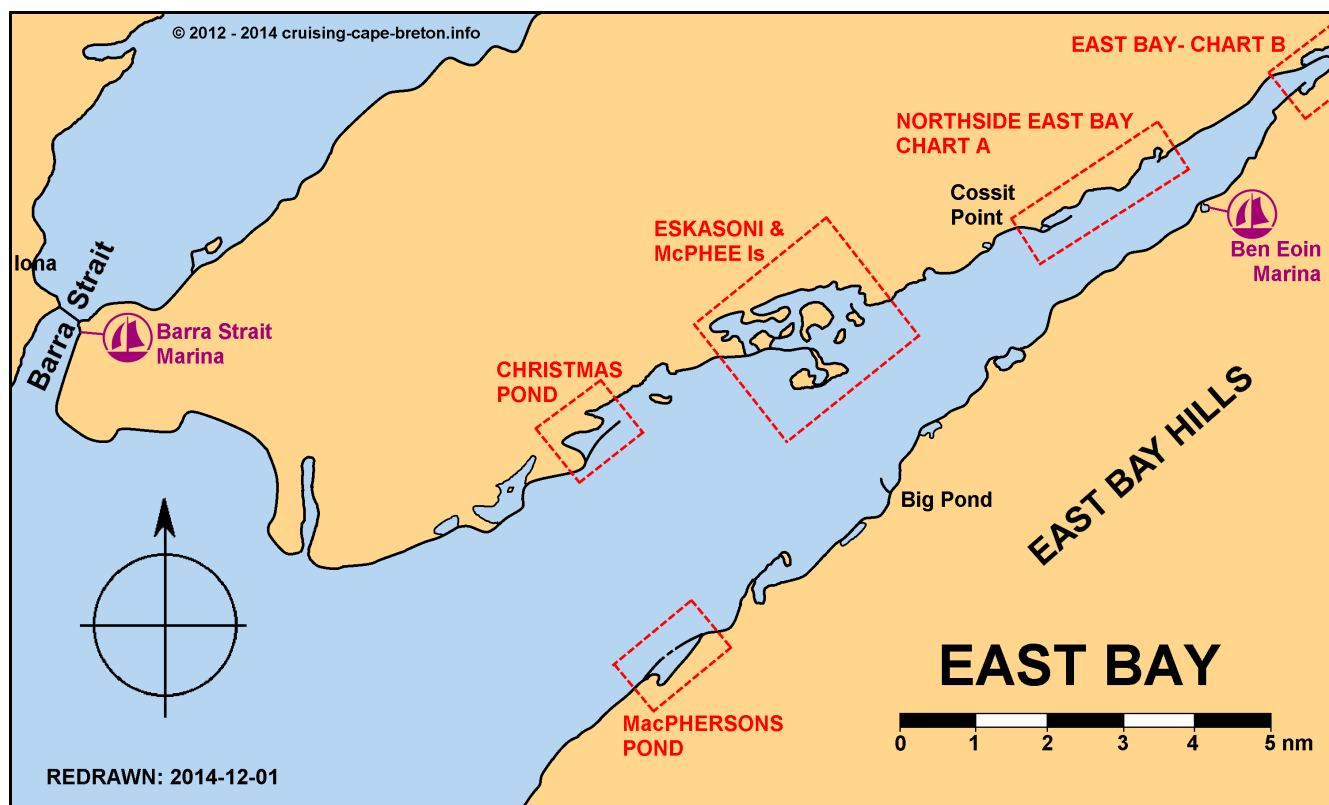 © 2012 - 2014 cruising-cape-breton.info
EAST BAY- CHART B
NORTHSIDE EAST BAY
CHART A
Cossit
Point
ESKASONI &
McPHEE Is
Ben Eoin
Marina
Iona
Barra Strait
Barra Strait
Marina
CHRISTMAS
POND
EAST BAY HILLS
Big Pond
EAST BAY
MacPHERSONS
POND
0 1 2 3 4 5 nm
REDRAWN: 2014-12-01